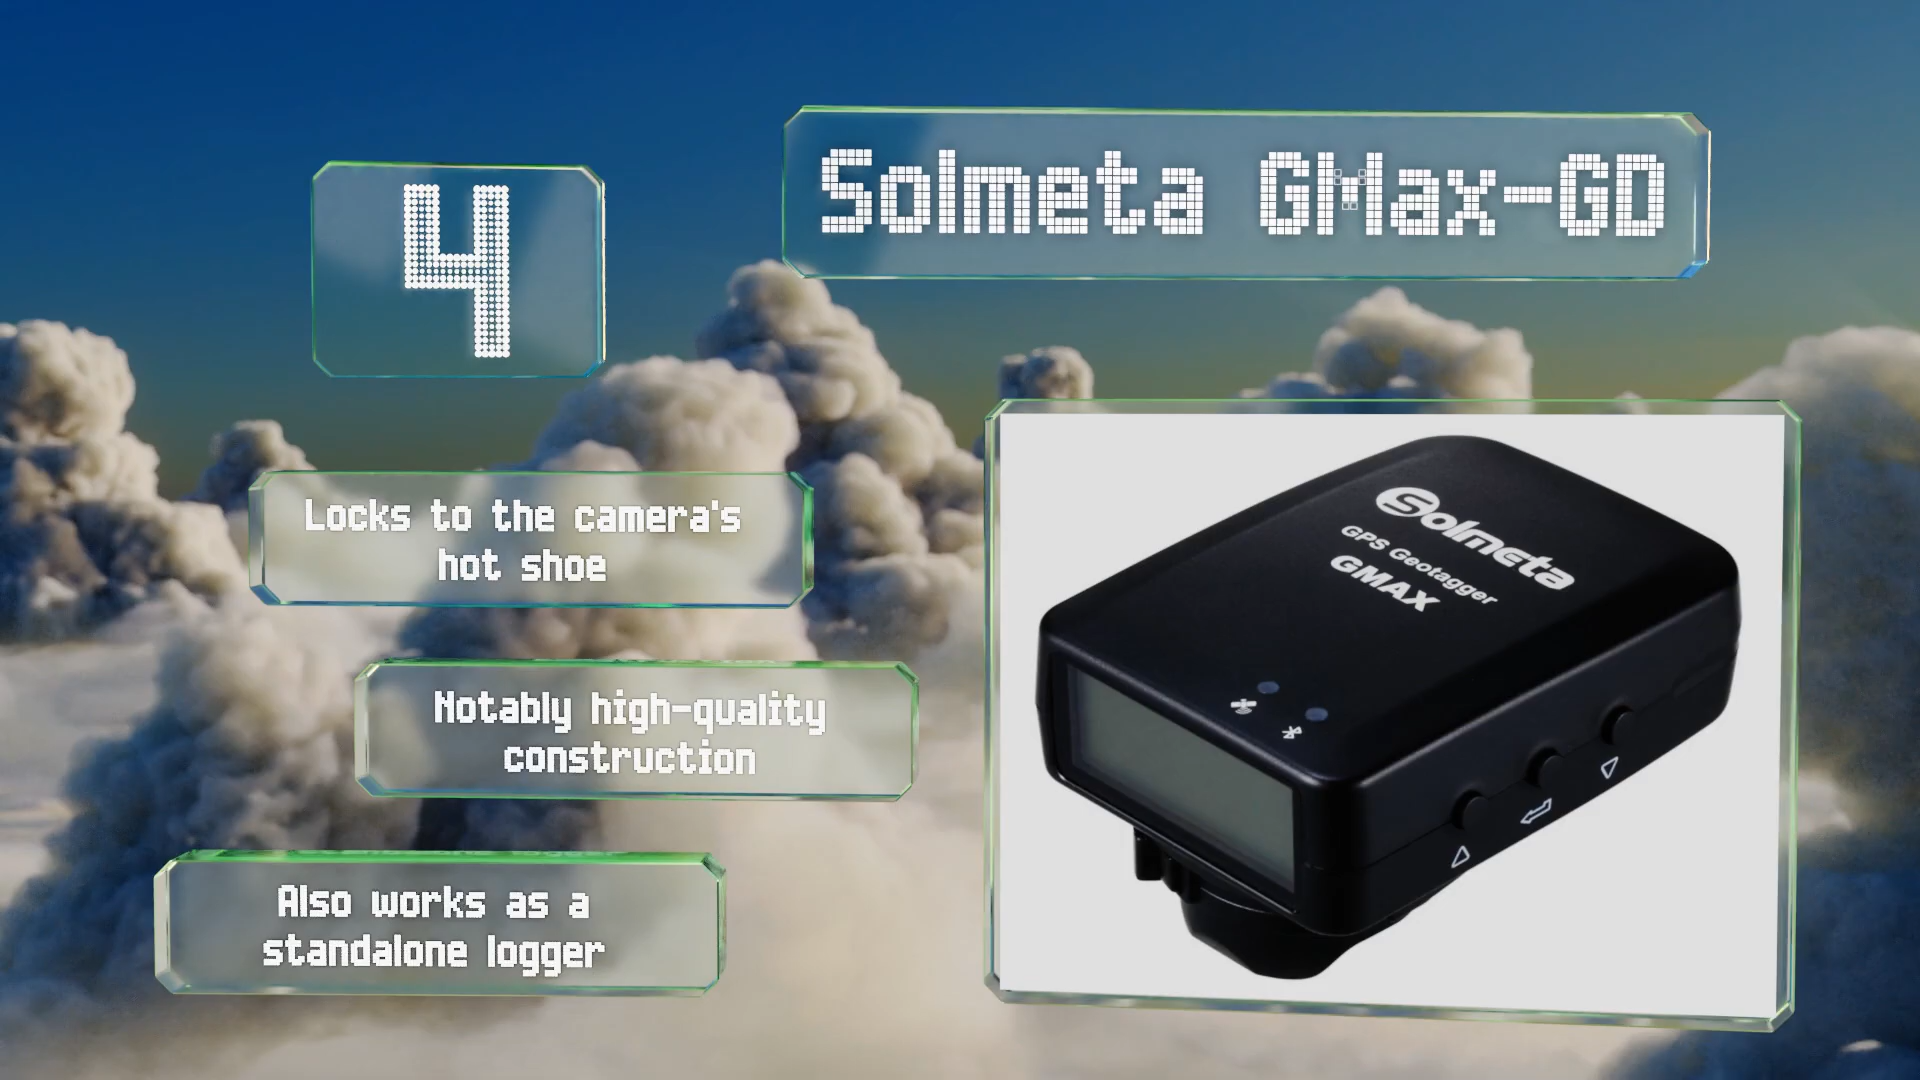 4
Solmeta GMax-GD
Locks to the camera's
hot shoe
Notably high-quality
construction
Also works as a
standalone logger
Solmeta
GPS Geotagger
GMAX